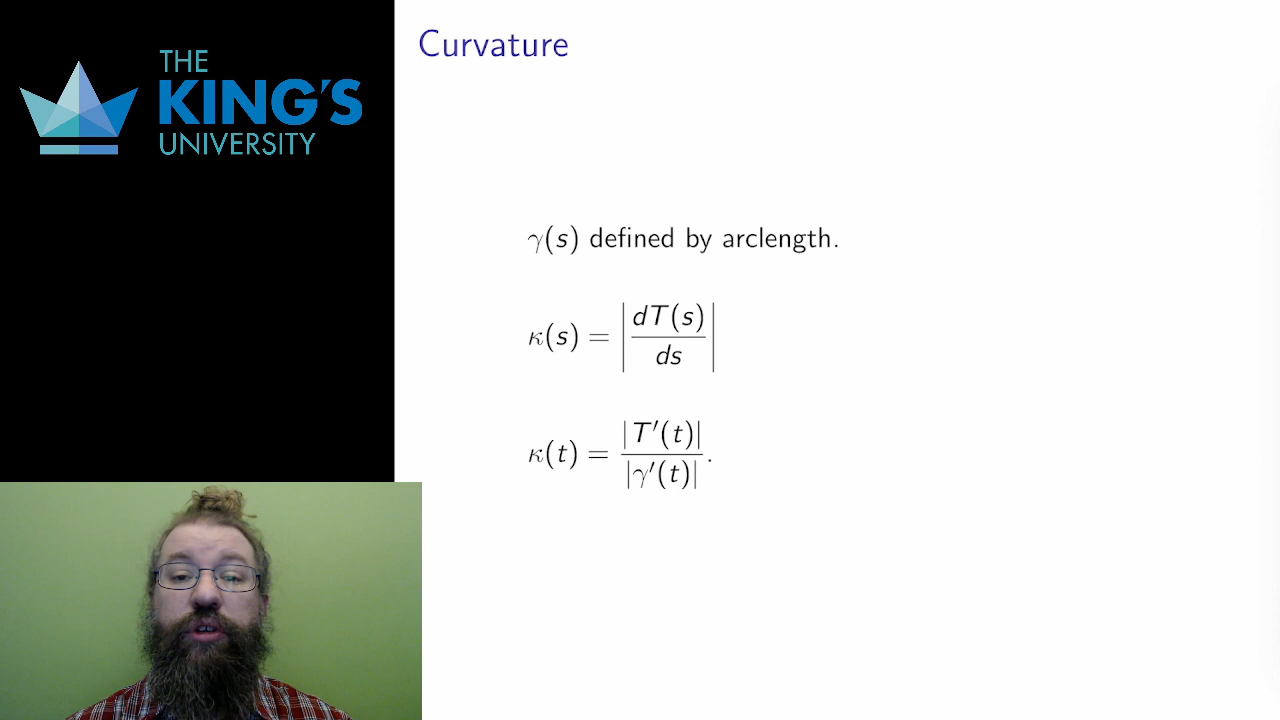 THE
KING'S
UNIVERSITY
Curvature
γ(s) defined by arclength.
κ(s) = |dT(s)/ds|
κ(t) = |T′(t)|/|γ′(t)|.